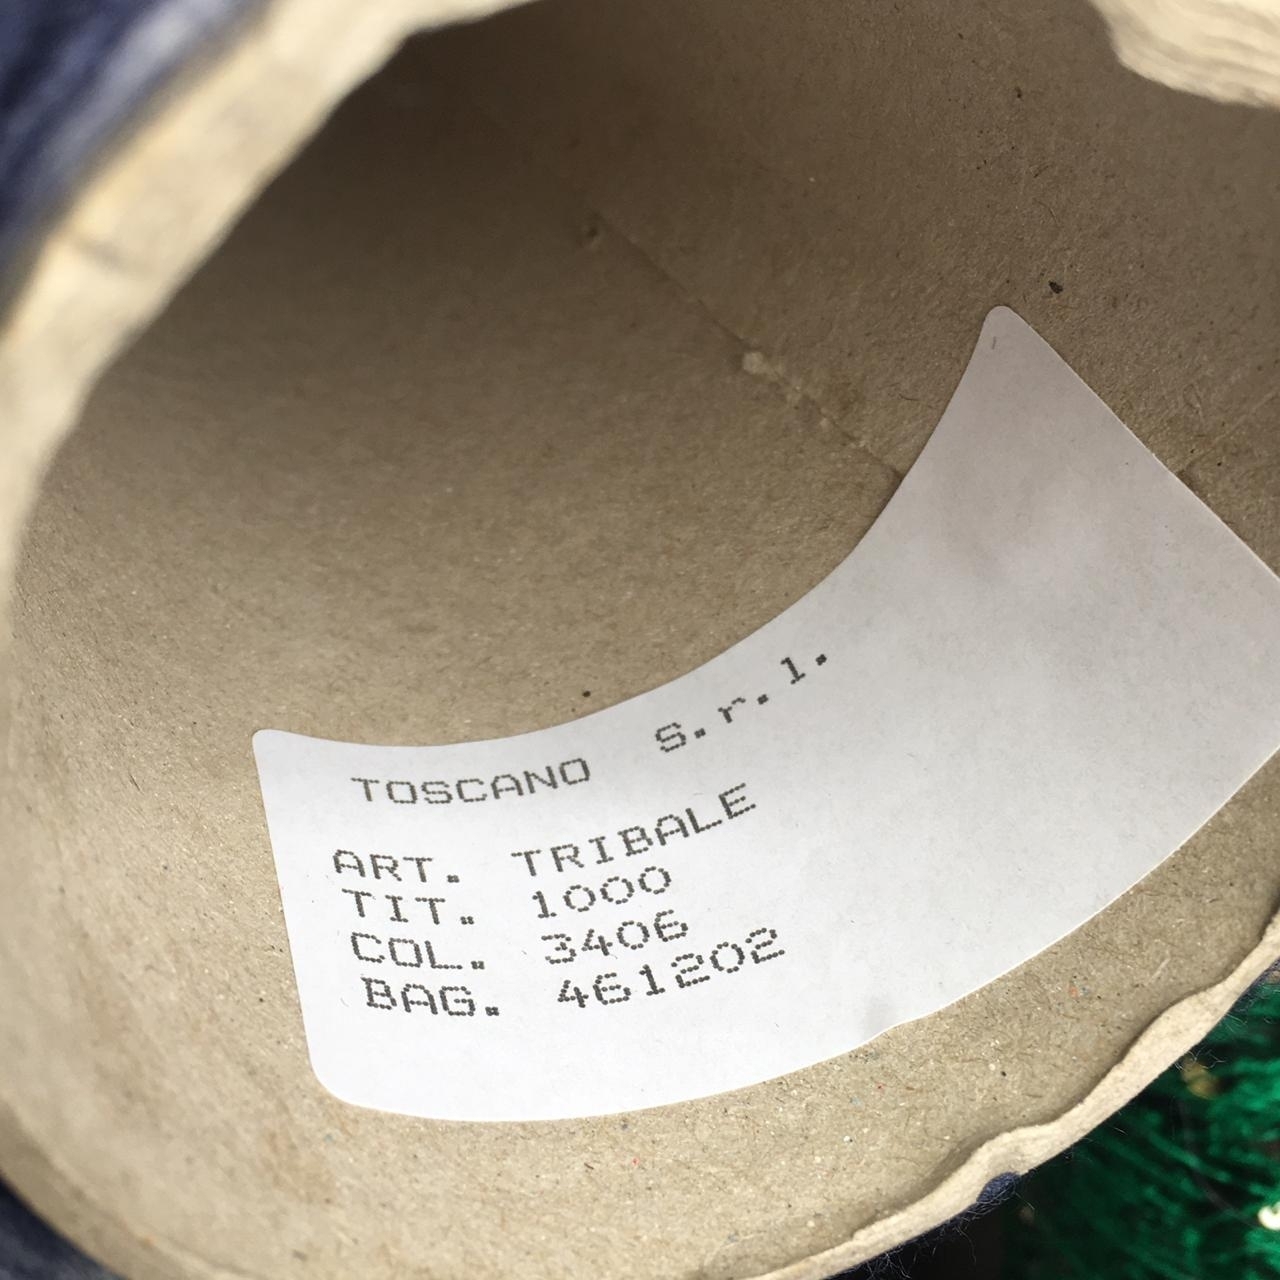 TOSCANO S.r.l.
ART. TRIBALE
TIT. 1000
COL. 3406
BAG. 461202